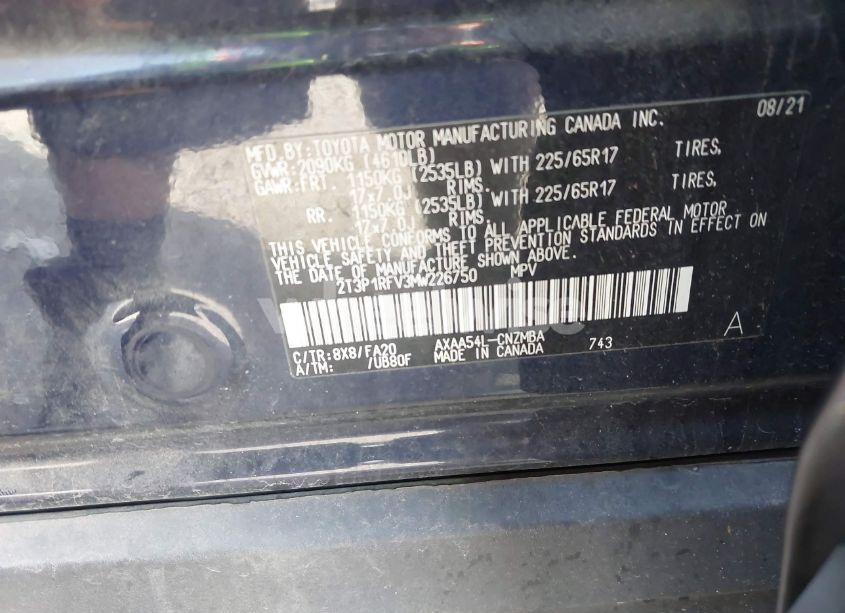 08/21
MFD.BY:TOYOTA MOTOR MANUFACTURING CANADA INC.
GVWR:2090KG (4610LB)
GAWR:FRT. 1150KG (2535LB) WITH 225/65R17 TIRES,
17x7.0J RIMS.
RR. 1150KG (2535LB) WITH 225/65R17 TIRES,
17x7.0J RIMS.
THIS VEHICLE CONFORMS TO ALL APPLICABLE FEDERAL MOTOR
VEHICLE SAFETY AND THEFT PREVENTION STANDARDS IN EFFECT ON
THE DATE OF MANUFACTURE SHOWN ABOVE.
2T3P1RFV3MW226750 MPV
C/TR:8X8/FA20 AXAA54L-CNZMBA 743 A
A/TM: /UB80F MADE IN CANADA